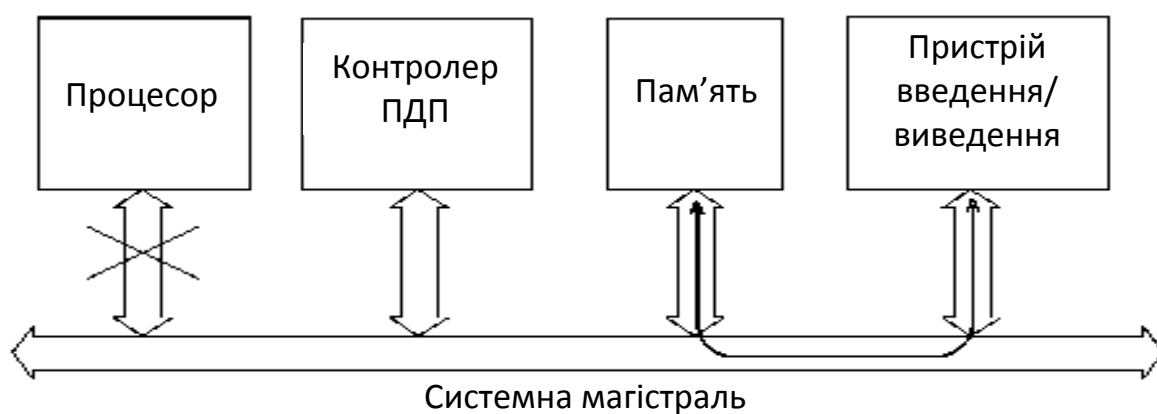 Процесор
Контролер
ПДП
Пам’ять
Пристрій
введення/
виведення
Системна магістраль